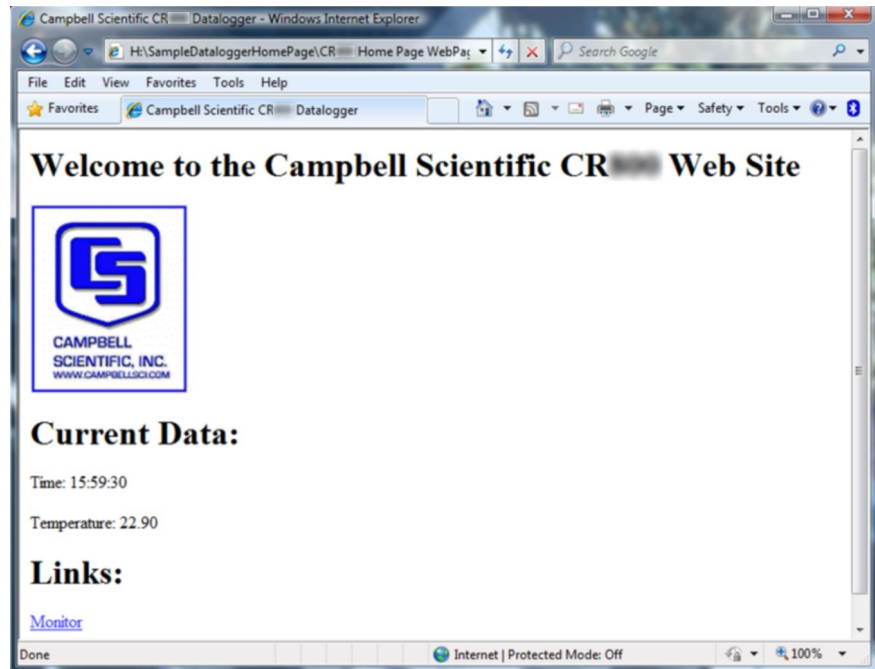 Campbell Scientific CR Datalogger - Windows Internet Explorer
H:\SampleDataloggerHomePage\CR Home Page WebPag
Search Google
File Edit View Favorites Tools Help
Favorites Campbell Scientific CR Datalogger Page Safety Tools
Welcome to the Campbell Scientific CR Web Site
CS
CAMPBELL
SCIENTIFIC, INC.
WWW.CAMPBELLSCI.COM
Current Data:
Time: 15:59:30
Temperature: 22.90
Links:
Monitor
Done Internet | Protected Mode: Off 100%